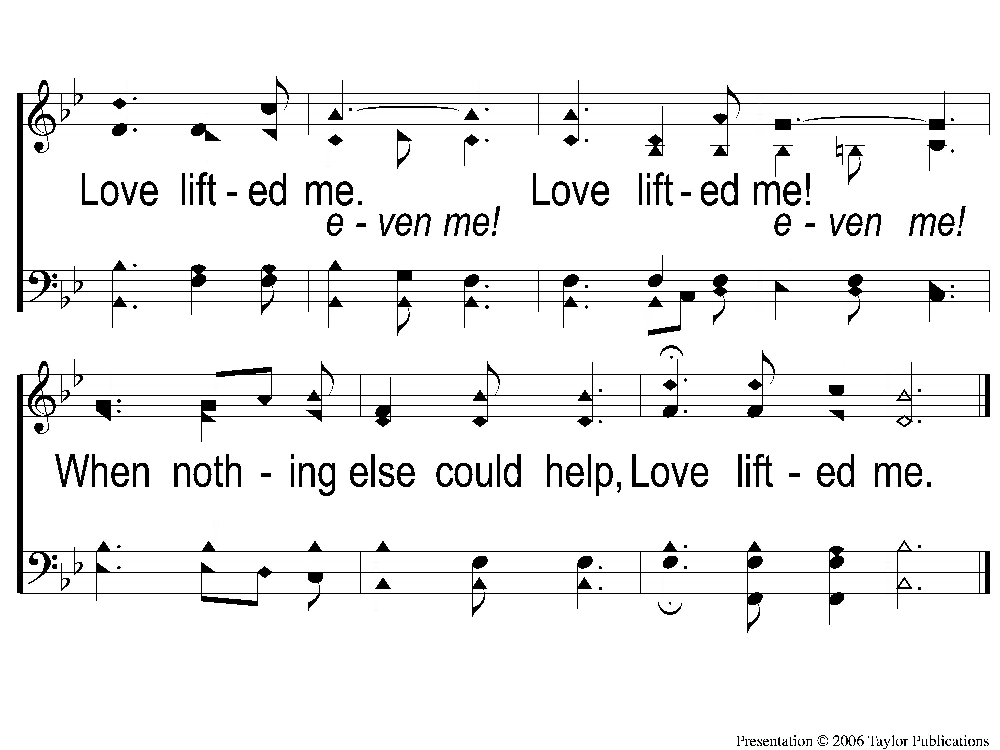 Love lift - ed me. Love lift - ed me!
e - ven me! e - ven me!
When noth - ing else could help, Love lift - ed me.
Presentation © 2006 Taylor Publications